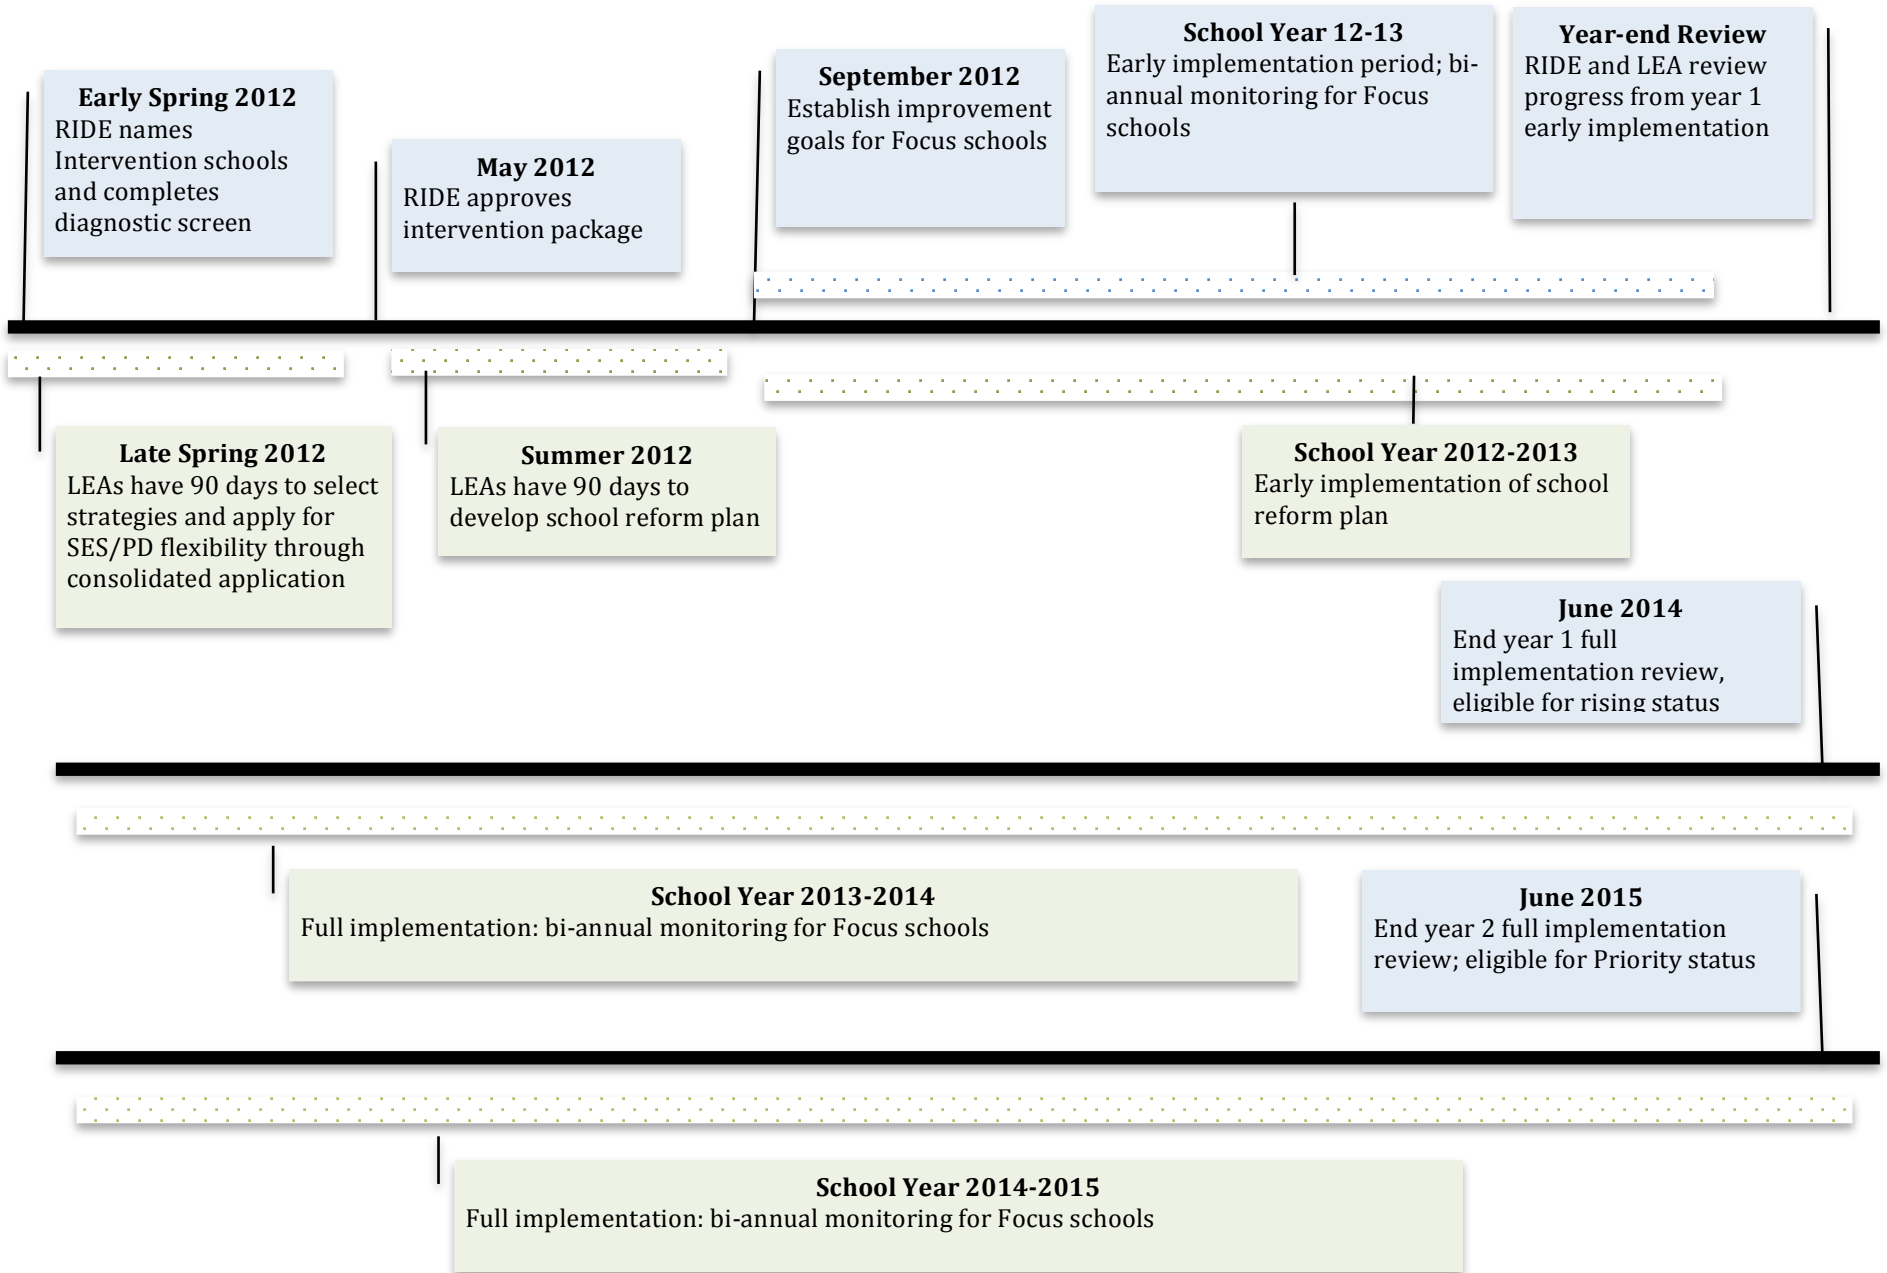 Early Spring 2012
RIDE names
Intervention schools
and completes
diagnostic screen
May 2012
RIDE approves
intervention package
September 2012
Establish improvement
goals for Focus schools
School Year 12-13
Early implementation period; bi-
annual monitoring for Focus
schools
Year-end Review
RIDE and LEA review
progress from year 1
early implementation
Late Spring 2012
LEAs have 90 days to select
strategies and apply for
SES/PD flexibility through
consolidated application
Summer 2012
LEAs have 90 days to
develop school reform plan
School Year 2012-2013
Early implementation of school
reform plan
June 2014
End year 1 full
implementation review,
eligible for rising status
School Year 2013-2014
Full implementation: bi-annual monitoring for Focus schools
June 2015
End year 2 full implementation
review; eligible for Priority status
School Year 2014-2015
Full implementation: bi-annual monitoring for Focus schools